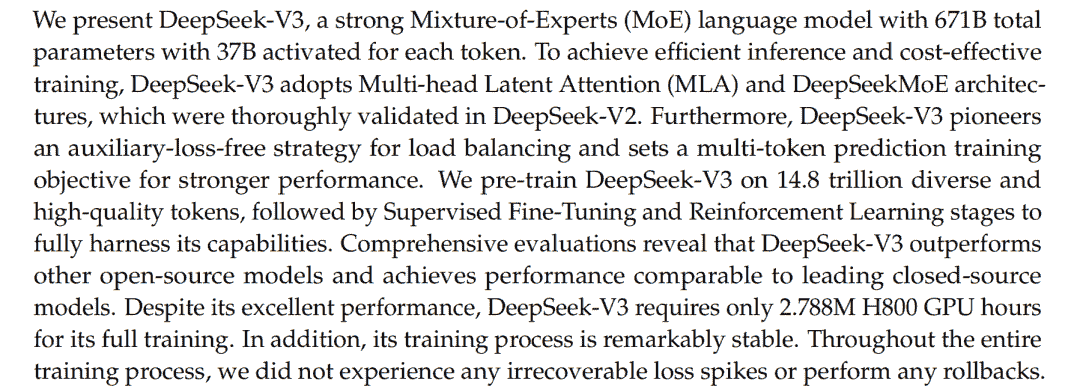 We present DeepSeek-V3, a strong Mixture-of-Experts (MoE) language model with 671B total
parameters with 37B activated for each token. To achieve efficient inference and cost-effective
training, DeepSeek-V3 adopts Multi-head Latent Attention (MLA) and DeepSeekMoE architec-
tures, which were thoroughly validated in DeepSeek-V2. Furthermore, DeepSeek-V3 pioneers
an auxiliary-loss-free strategy for load balancing and sets a multi-token prediction training
objective for stronger performance. We pre-train DeepSeek-V3 on 14.8 trillion diverse and
high-quality tokens, followed by Supervised Fine-Tuning and Reinforcement Learning stages to
fully harness its capabilities. Comprehensive evaluations reveal that DeepSeek-V3 outperforms
other open-source models and achieves performance comparable to leading closed-source
models. Despite its excellent performance, DeepSeek-V3 requires only 2.788M H800 GPU hours
for its full training. In addition, its training process is remarkably stable. Throughout the entire
training process, we did not experience any irrecoverable loss spikes or perform any rollbacks.